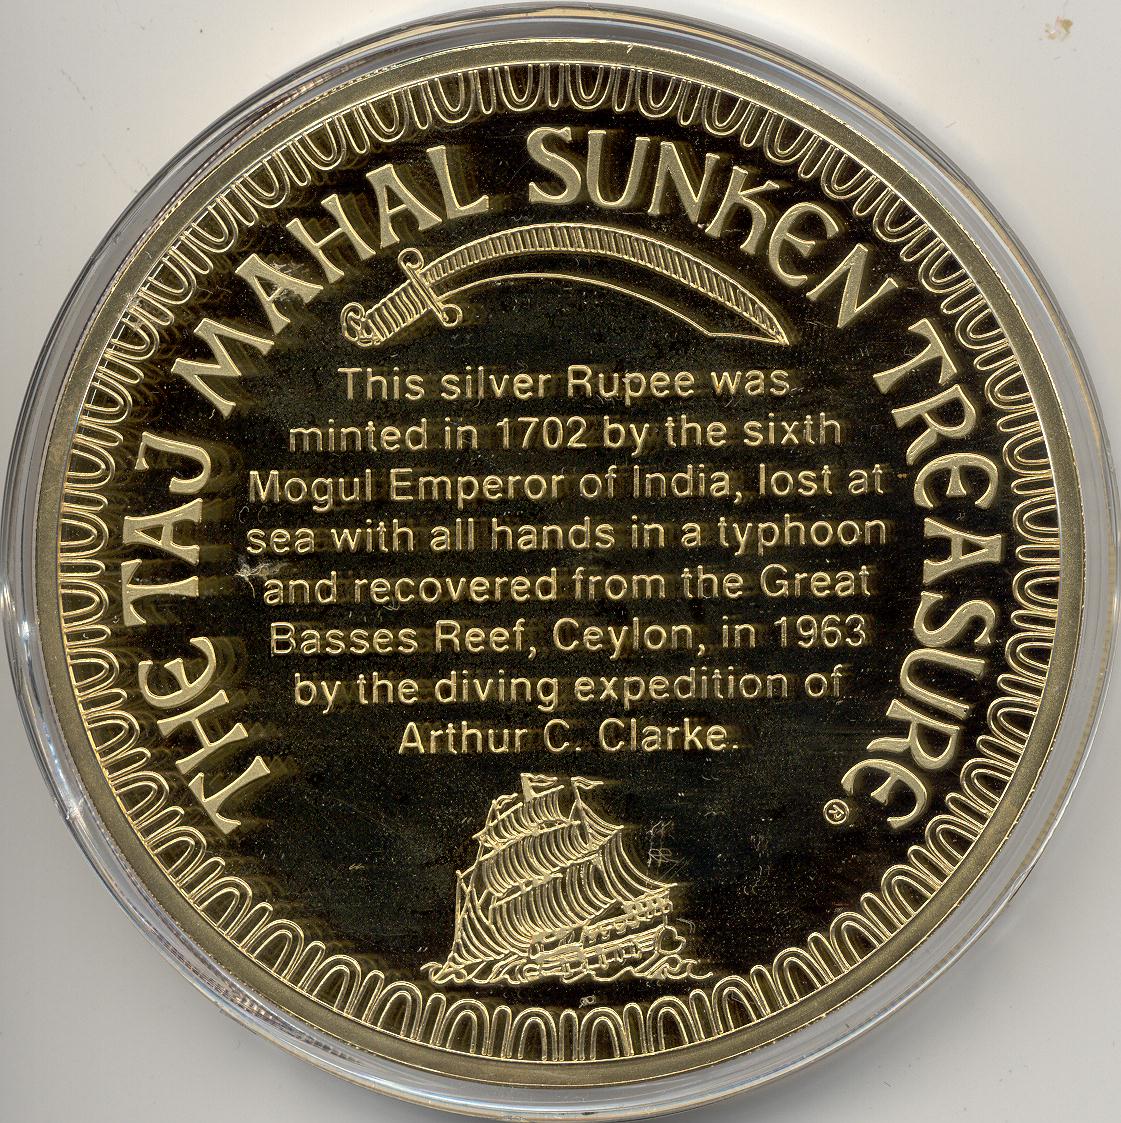 THE TAJ MAHAL SUNKEN TREASURE ®
This silver Rupee was
minted in 1702 by the sixth
Mogul Emperor of India, lost at
sea with all hands in a typhoon
and recovered from the Great
Basses Reef, Ceylon, in 1963
by the diving expedition of
Arthur C. Clarke.